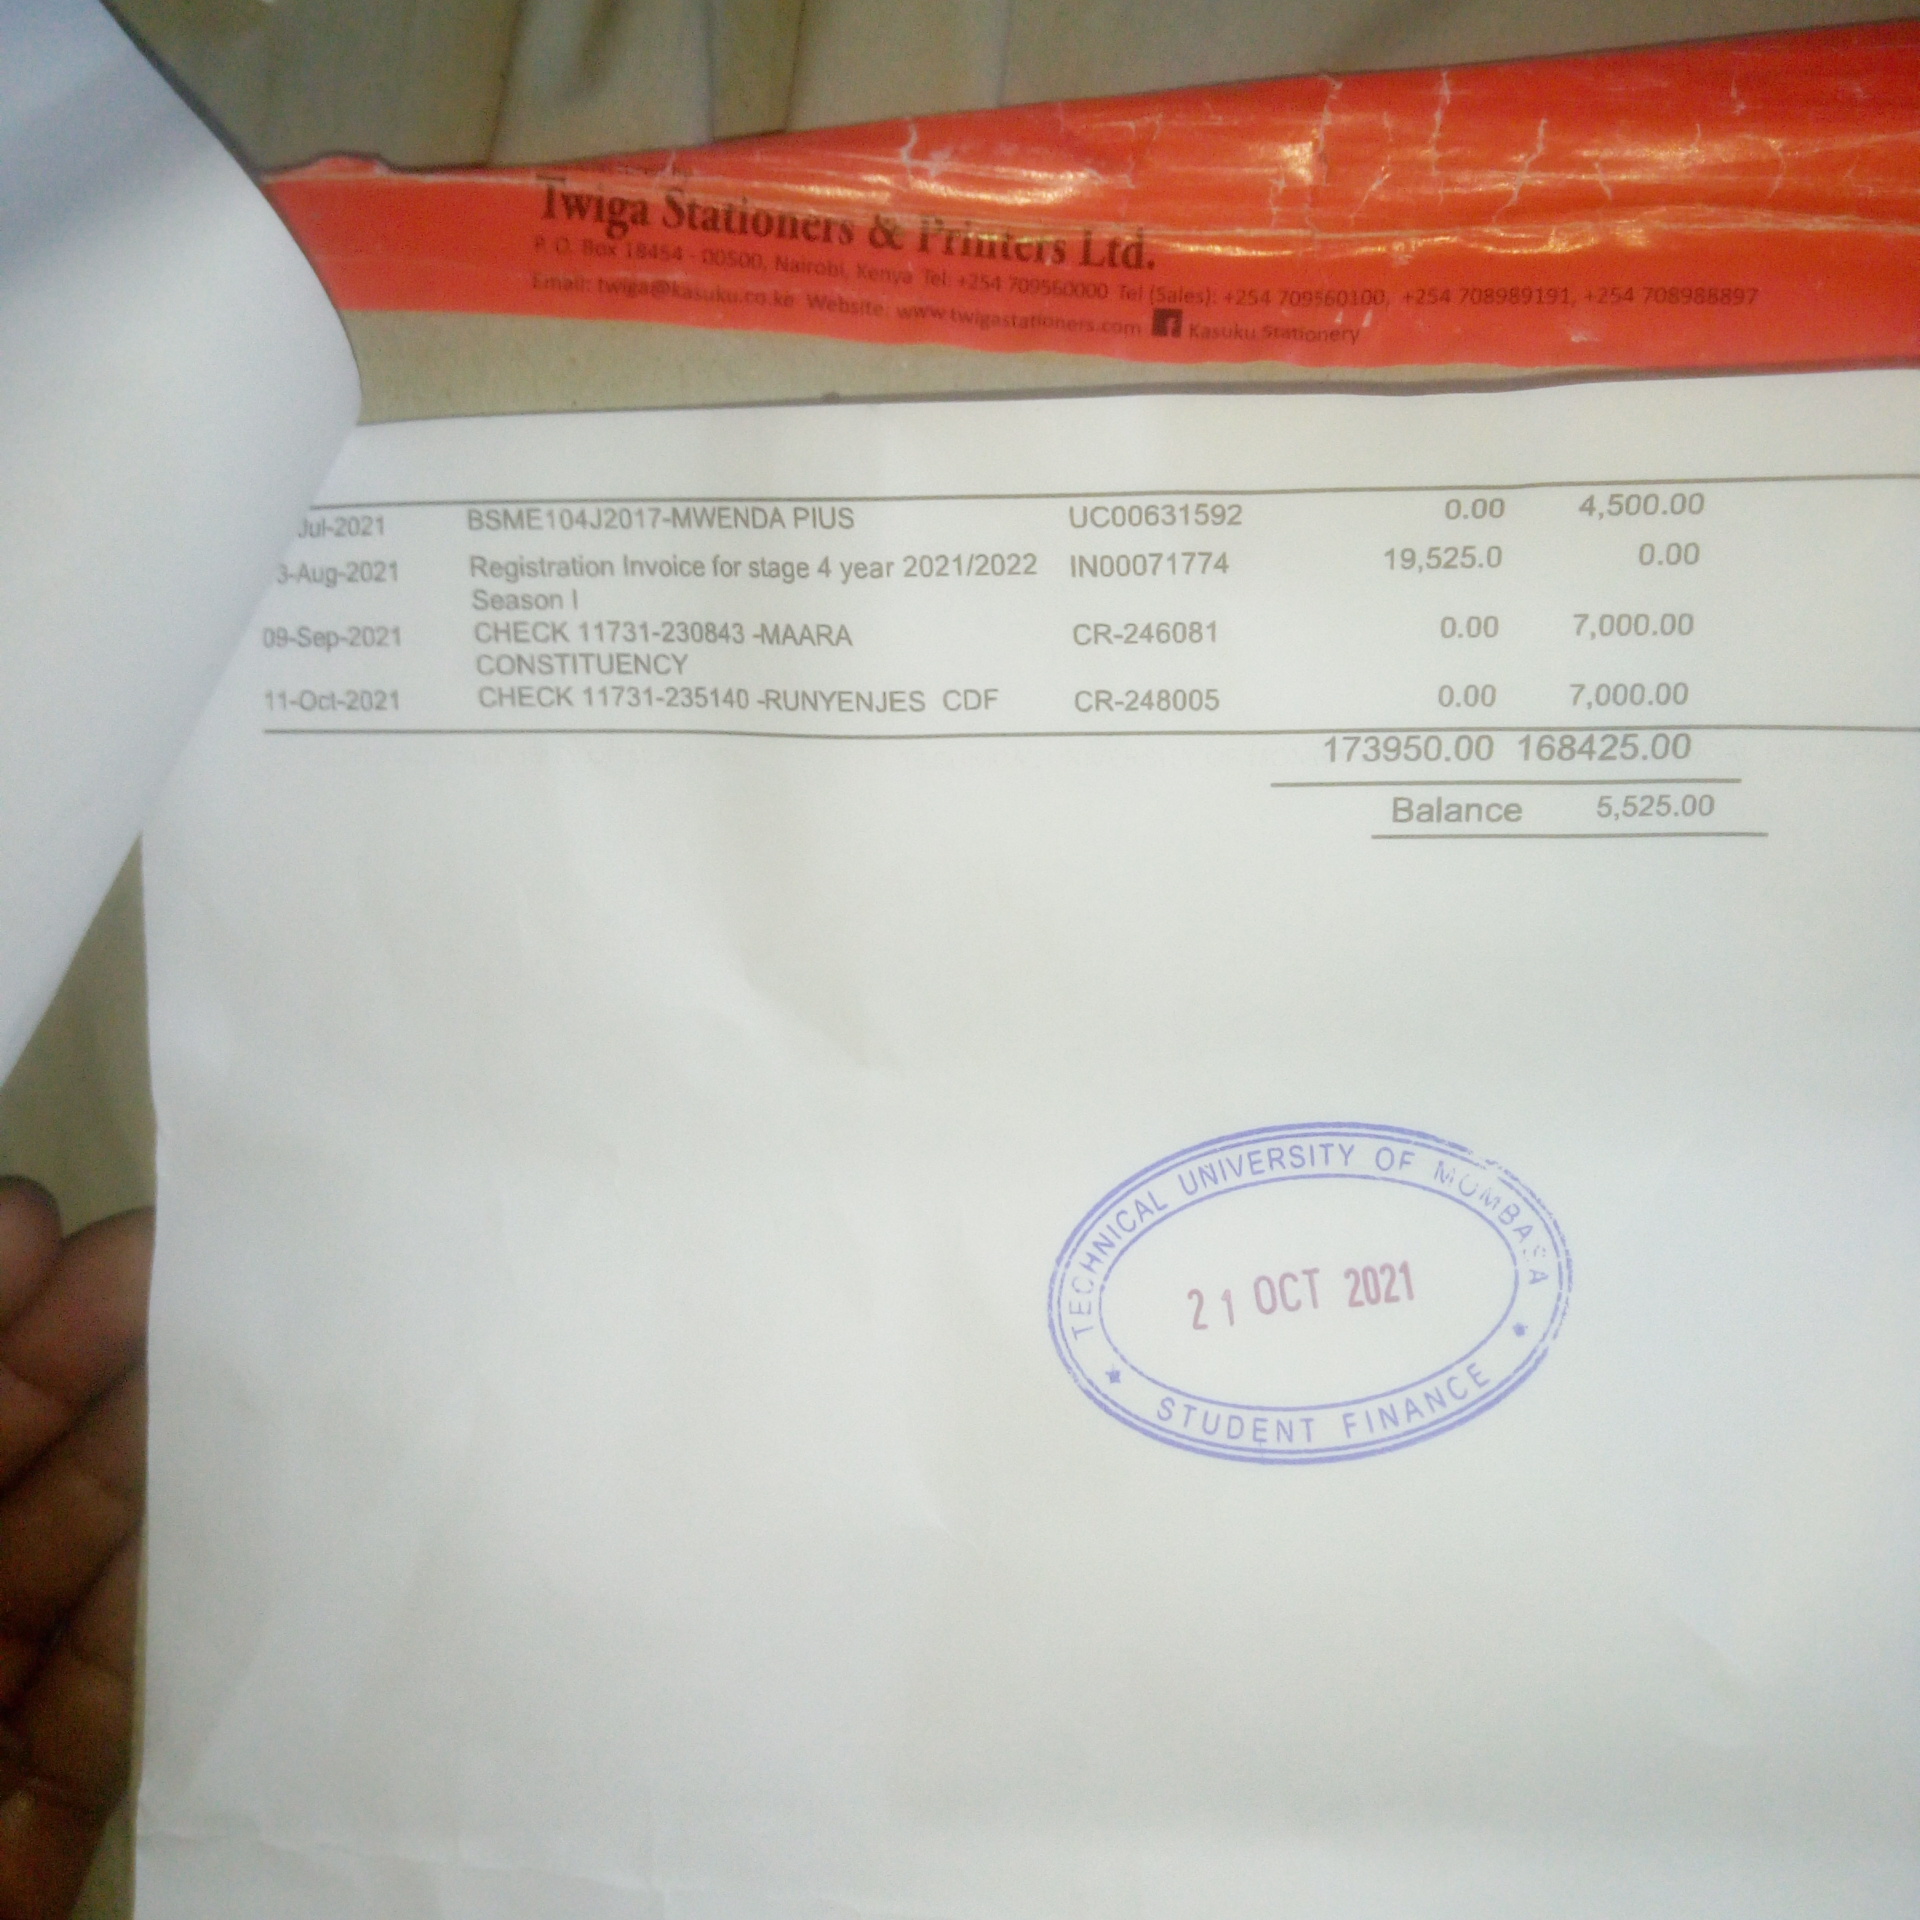 Twiga Stationers & Printers Ltd.
P. O. Box 18454 - 00500, Nairobi, Kenya Tel: +254 709560000 Tel (Sales): +254 709560100, +254 708989191, +254 708988897
Email: twiga@kasuku.co.ke Website: www.twigastationers.com Kasuku Stationery
Jul-2021 BSME104J2017-MWENDA PIUS UC00631592 0.00 4,500.00
3-Aug-2021 Registration Invoice for stage 4 year 2021/2022 IN00071774 19,525.0 0.00
Season I
09-Sep-2021 CHECK 11731-230843 -MAARA CR-246081 0.00 7,000.00
CONSTITUENCY
11-Oct-2021 CHECK 11731-235140 -RUNYENJES CDF CR-248005 0.00 7,000.00
173950.00 168425.00
Balance 5,525.00
TECHNICAL UNIVERSITY OF MOMBASA
21 OCT 2021
STUDENT FINANCE